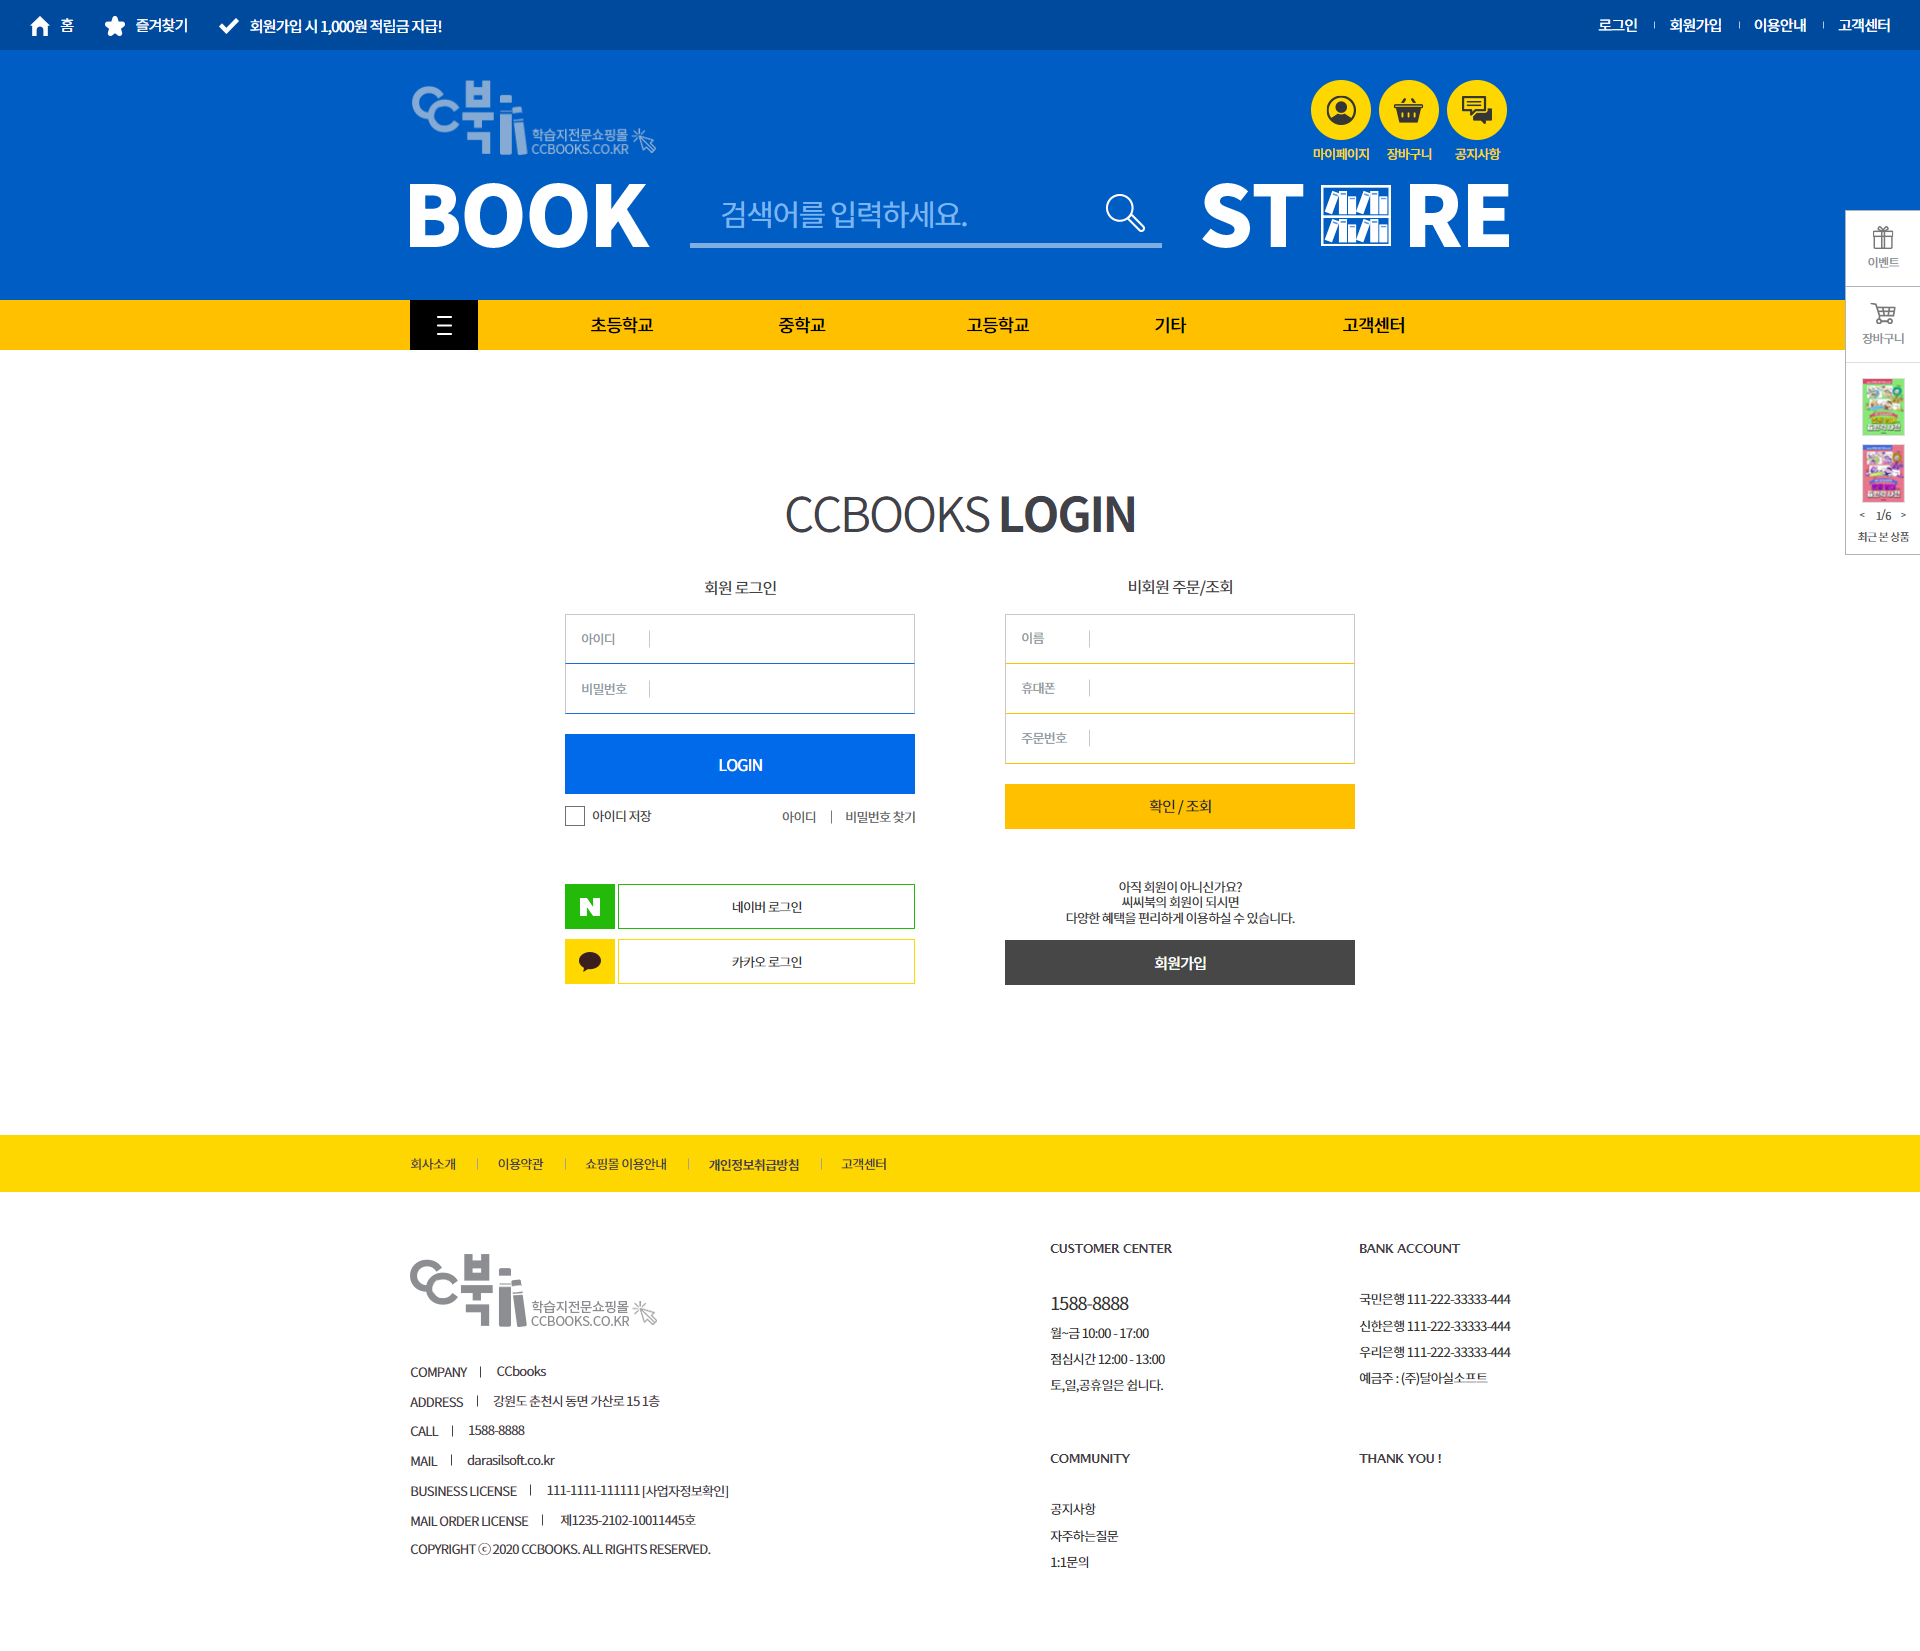 홈 즐겨찾기 회원가입 시 1,000원 적립금 지급!
로그인 회원가입 이용안내 고객센터
CC북
학습지전문쇼핑몰
CCBOOKS.CO.KR
마이페이지 장바구니 공지사항
BOOK 검색어를 입력하세요. ST RE
초등학교 중학교 고등학교 기타 고객센터
이벤트
장바구니
< 1/6 >
최근 본 상품
CCBOOKS LOGIN
회원 로그인
아이디
비밀번호
LOGIN
아이디 저장 아이디 | 비밀번호 찾기
N 네이버 로그인
카카오 로그인
비회원 주문/조회
이름
휴대폰
주문번호
확인 / 조회
아직 회원이 아니신가요?
씨씨북의 회원이 되시면
다양한 혜택을 편리하게 이용하실 수 있습니다.
회원가입
회사소개 이용약관 쇼핑몰 이용안내 개인정보취급방침 고객센터
CC북
학습지전문쇼핑몰
CCBOOKS.CO.KR
COMPANY | CCbooks
ADDRESS | 강원도 춘천시 동면 가산로 15 1층
CALL | 1588-8888
MAIL | darasilsoft.co.kr
BUSINESS LICENSE | 111-1111-111111 [사업자정보확인]
MAIL ORDER LICENSE | 제1235-2102-10011445호
COPYRIGHT ⓒ 2020 CCBOOKS. ALL RIGHTS RESERVED.
CUSTOMER CENTER
1588-8888
월~금 10:00 - 17:00
점심시간 12:00 - 13:00
토,일,공휴일은 쉽니다.
BANK ACCOUNT
국민은행 111-222-33333-444
신한은행 111-222-33333-444
우리은행 111-222-33333-444
예금주 : (주)달아실소프트
COMMUNITY
공지사항
자주하는질문
1:1문의
THANK YOU !